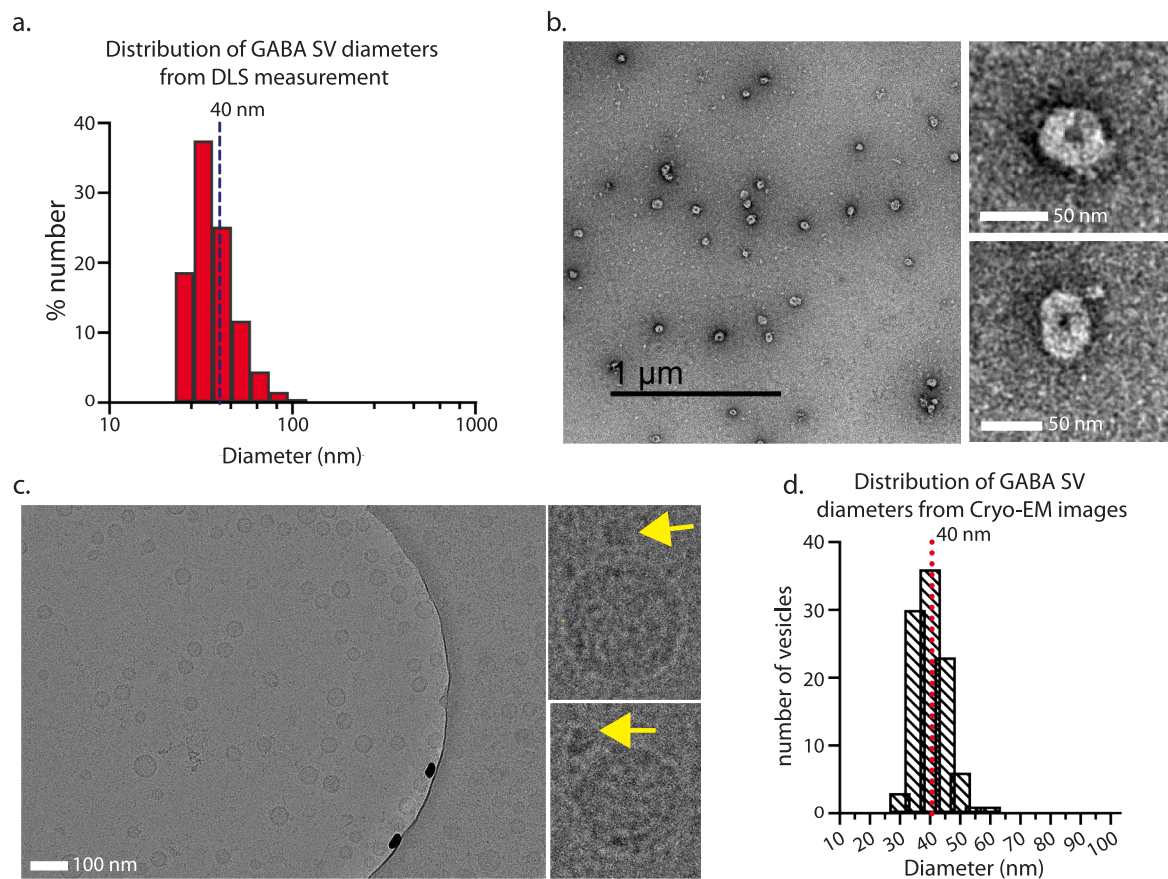 a.
Distribution of GABA SV diameters
from DLS measurement
40 nm
% number
40
30
20
10
0
10
100
1000
Diameter (nm)
b.
1 µm
50 nm
50 nm
c.
100 nm
d.
Distribution of GABA SV
diameters from Cryo-EM images
40 nm
number of vesicles
40
30
20
10
0
10 20 30 40 50 60 70 80 90 100
Diameter (nm)